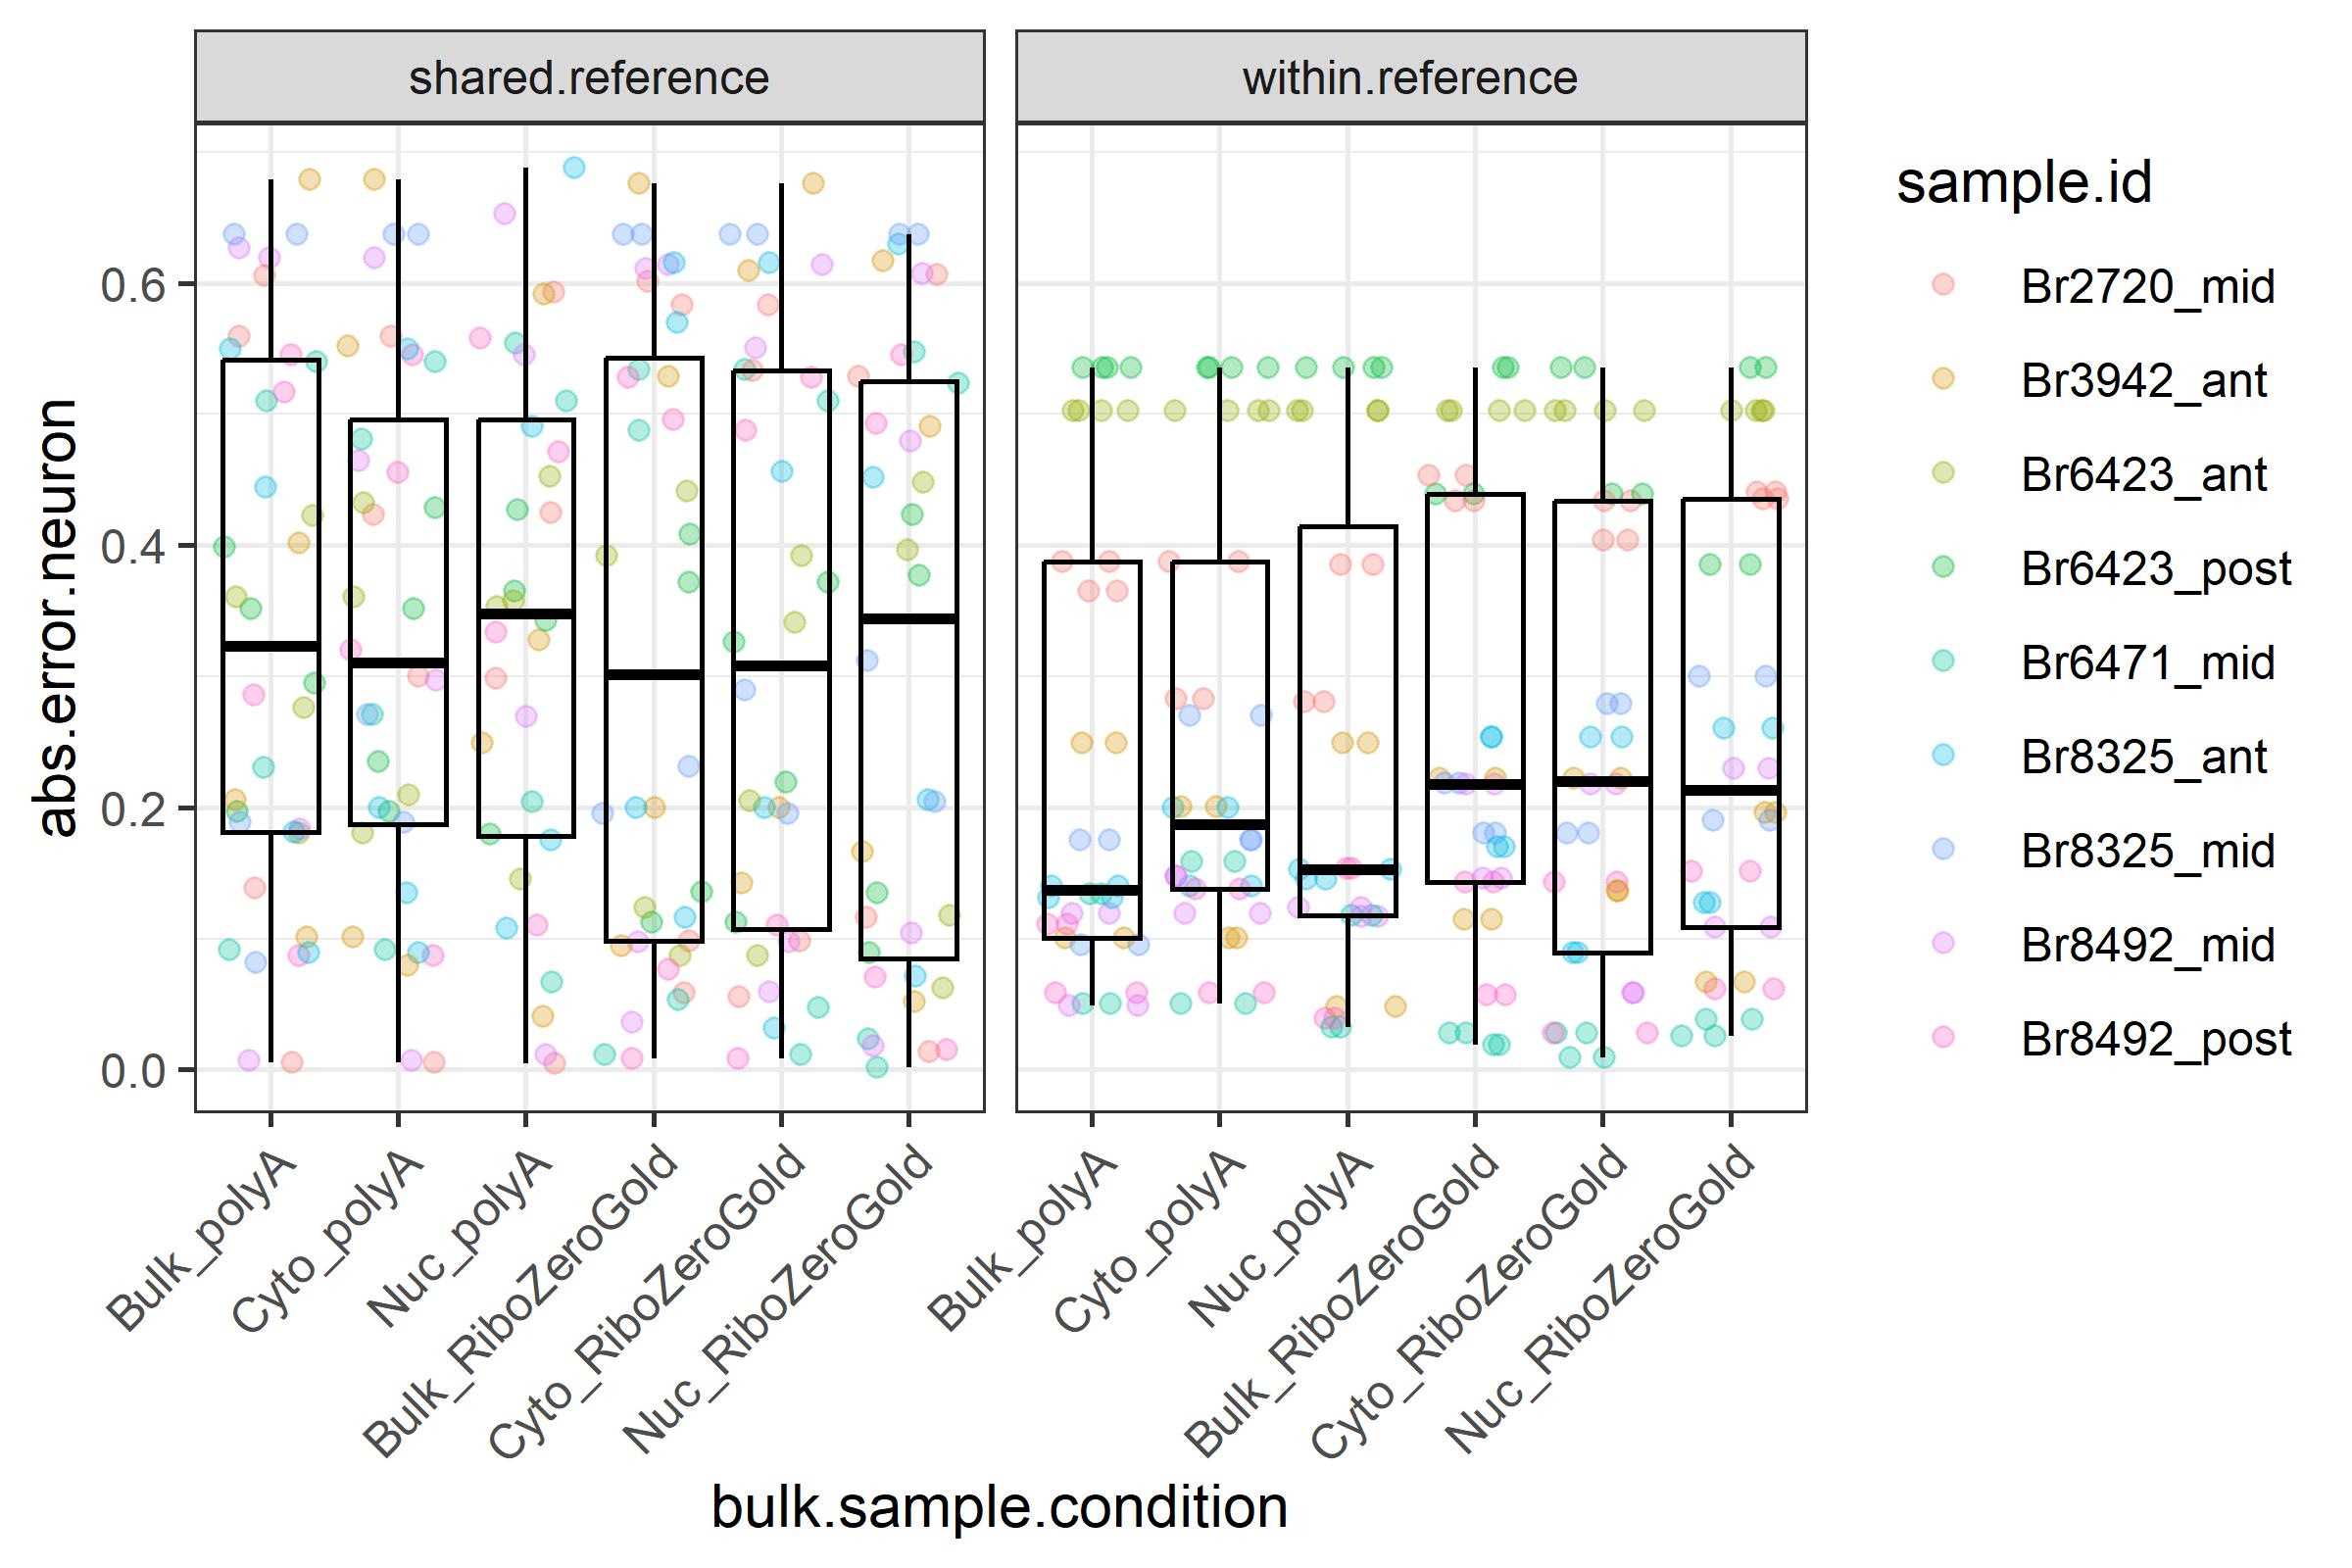 shared.reference
within.reference
abs.error.neuron
0.6
0.4
0.2
0.0
Bulk_polyA
Cyto_polyA
Nuc_polyA
Bulk_RiboZeroGold
Cyto_RiboZeroGold
Nuc_RiboZeroGold
Bulk_polyA
Cyto_polyA
Nuc_polyA
Bulk_RiboZeroGold
Cyto_RiboZeroGold
Nuc_RiboZeroGold
bulk.sample.condition
sample.id
Br2720_mid
Br3942_ant
Br6423_ant
Br6423_post
Br6471_mid
Br8325_ant
Br8325_mid
Br8492_mid
Br8492_post